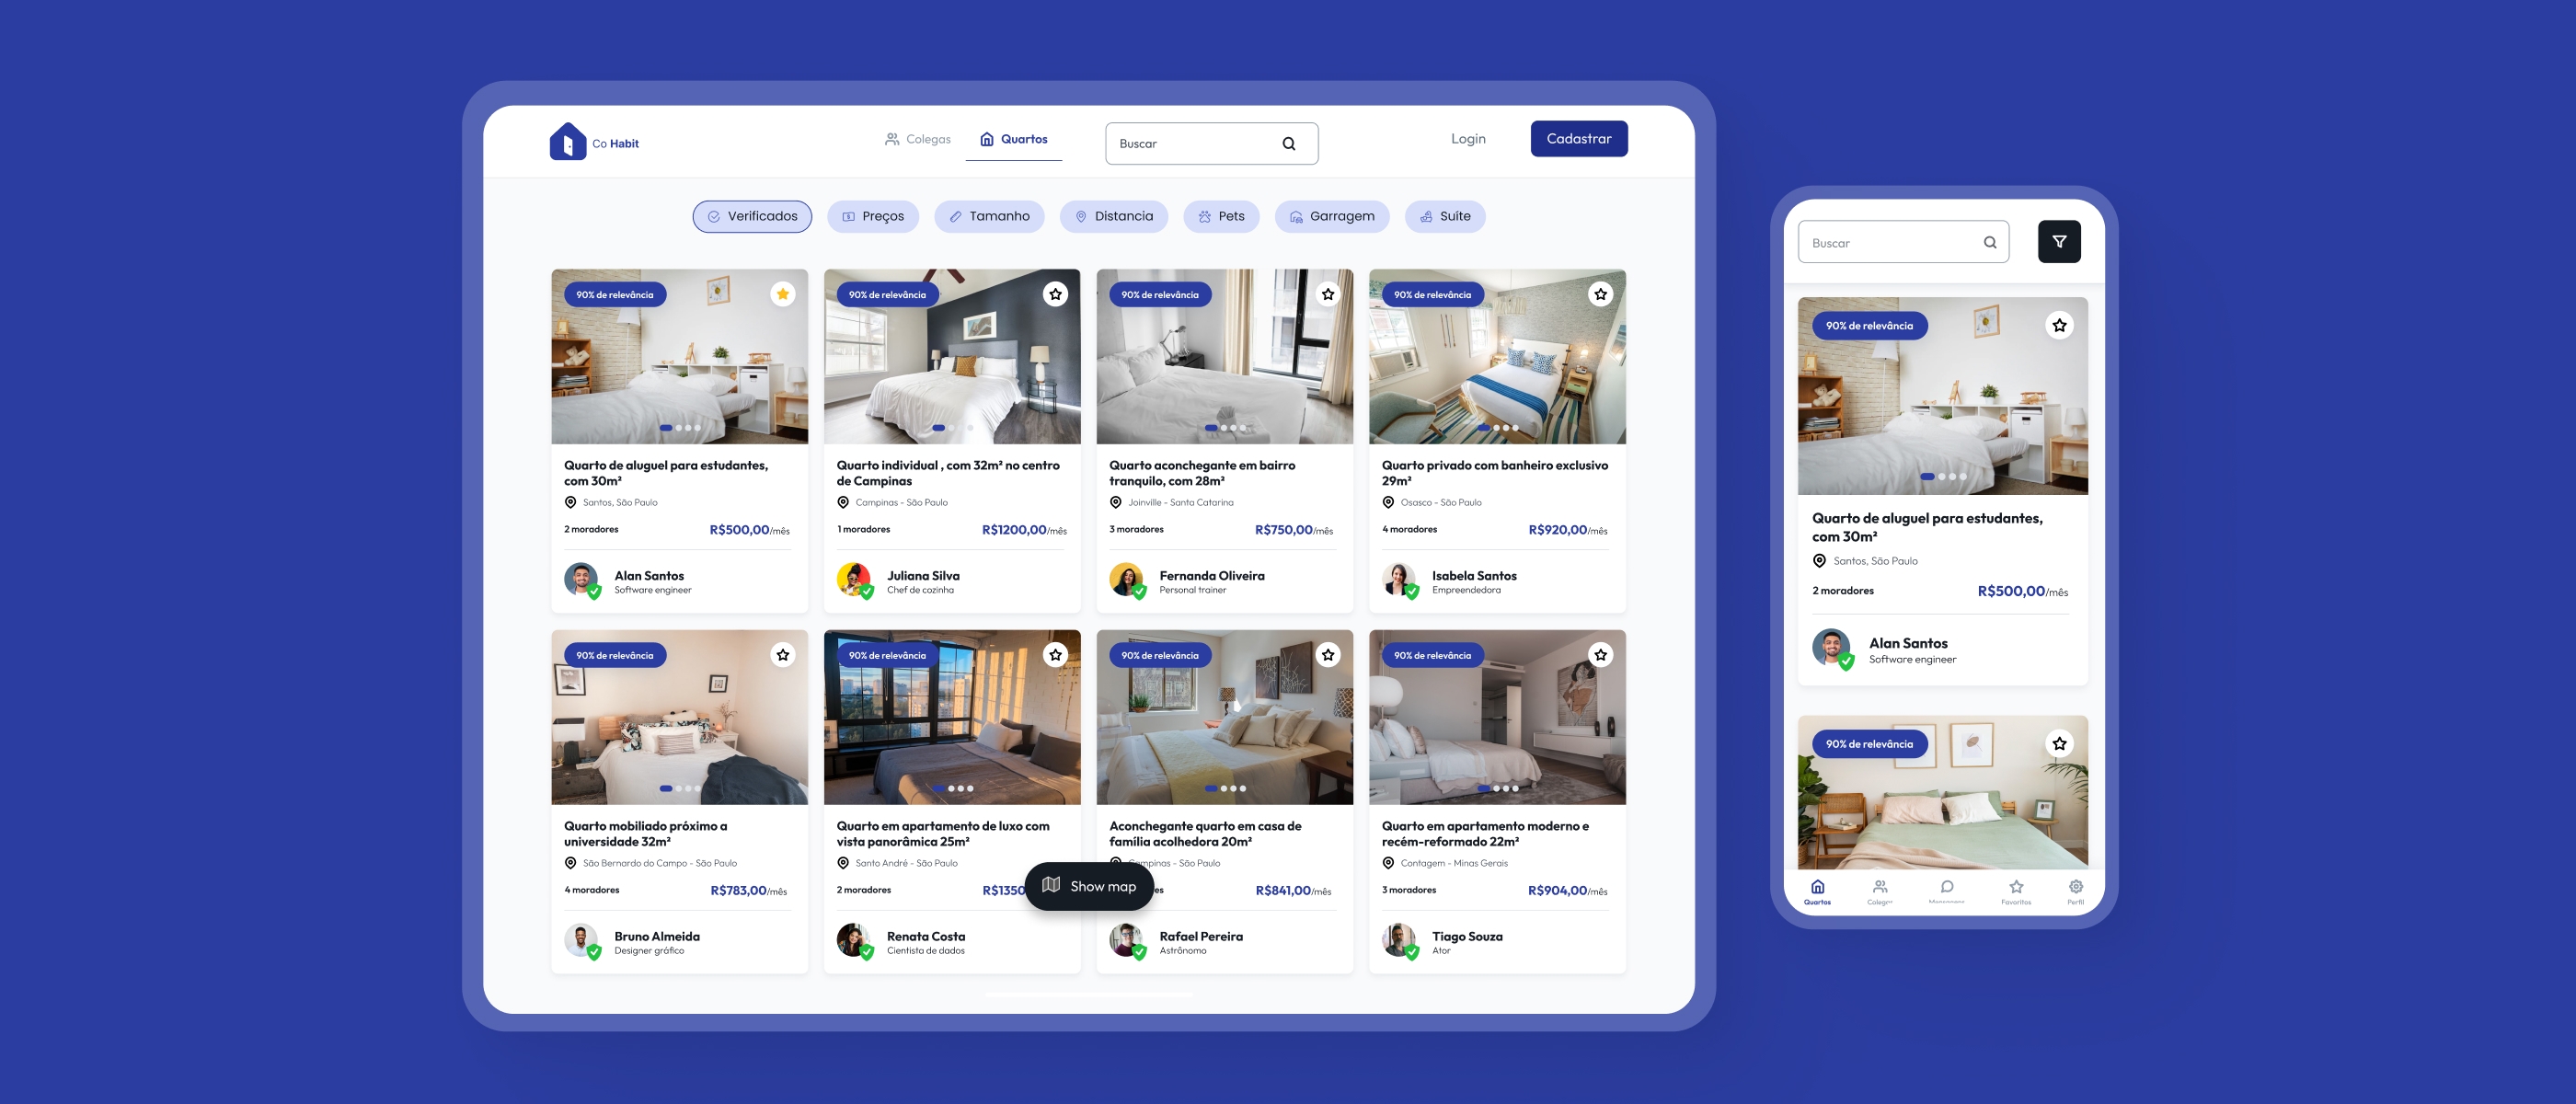 Co Habit
Colegas
Quartos
Buscar
Login
Cadastrar
Verificados
Preços
Tamanho
Distancia
Pets
Garragem
Suíte
90% de relevância
90% de relevância
90% de relevância
90% de relevância
Quarto de aluguel para estudantes,
com 30m²
Santos, São Paulo
2 moradores
R$500,00/mês
Alan Santos
Software engineer
Quarto individual , com 32m² no centro
de Campinas
Campinas - São Paulo
1 moradores
R$1200,00/mês
Juliana Silva
Chef de cozinha
Quarto aconchegante em bairro
tranquilo, com 28m²
Joinville - Santa Catarina
3 moradores
R$750,00/mês
Fernanda Oliveira
Personal trainer
Quarto privado com banheiro exclusivo
29m²
Osasco - São Paulo
4 moradores
R$920,00/mês
Isabela Santos
Empreendedora
90% de relevância
90% de relevância
90% de relevância
90% de relevância
Quarto mobiliado próximo a
universidade 32m²
São Bernardo do Campo - São Paulo
4 moradores
R$783,00/mês
Bruno Almeida
Designer gráfico
Quarto em apartamento de luxo com
vista panorâmica 25m²
Santo André - São Paulo
2 moradores
R$1350
Renata Costa
Cientista de dados
Show map
Aconchegante quarto em casa de
família acolhedora 20m²
Campinas - São Paulo
es
R$841,00/mês
Rafael Pereira
Astrônomo
Quarto em apartamento moderno e
recém-reformado 22m²
Contagem - Minas Gerais
3 moradores
R$904,00/mês
Tiago Souza
Ator
Buscar
90% de relevância
Quarto de aluguel para estudantes,
com 30m²
Santos, São Paulo
2 moradores
R$500,00/mês
Alan Santos
Software engineer
90% de relevância
Quartos
Colegas
Favoritos
Perfil